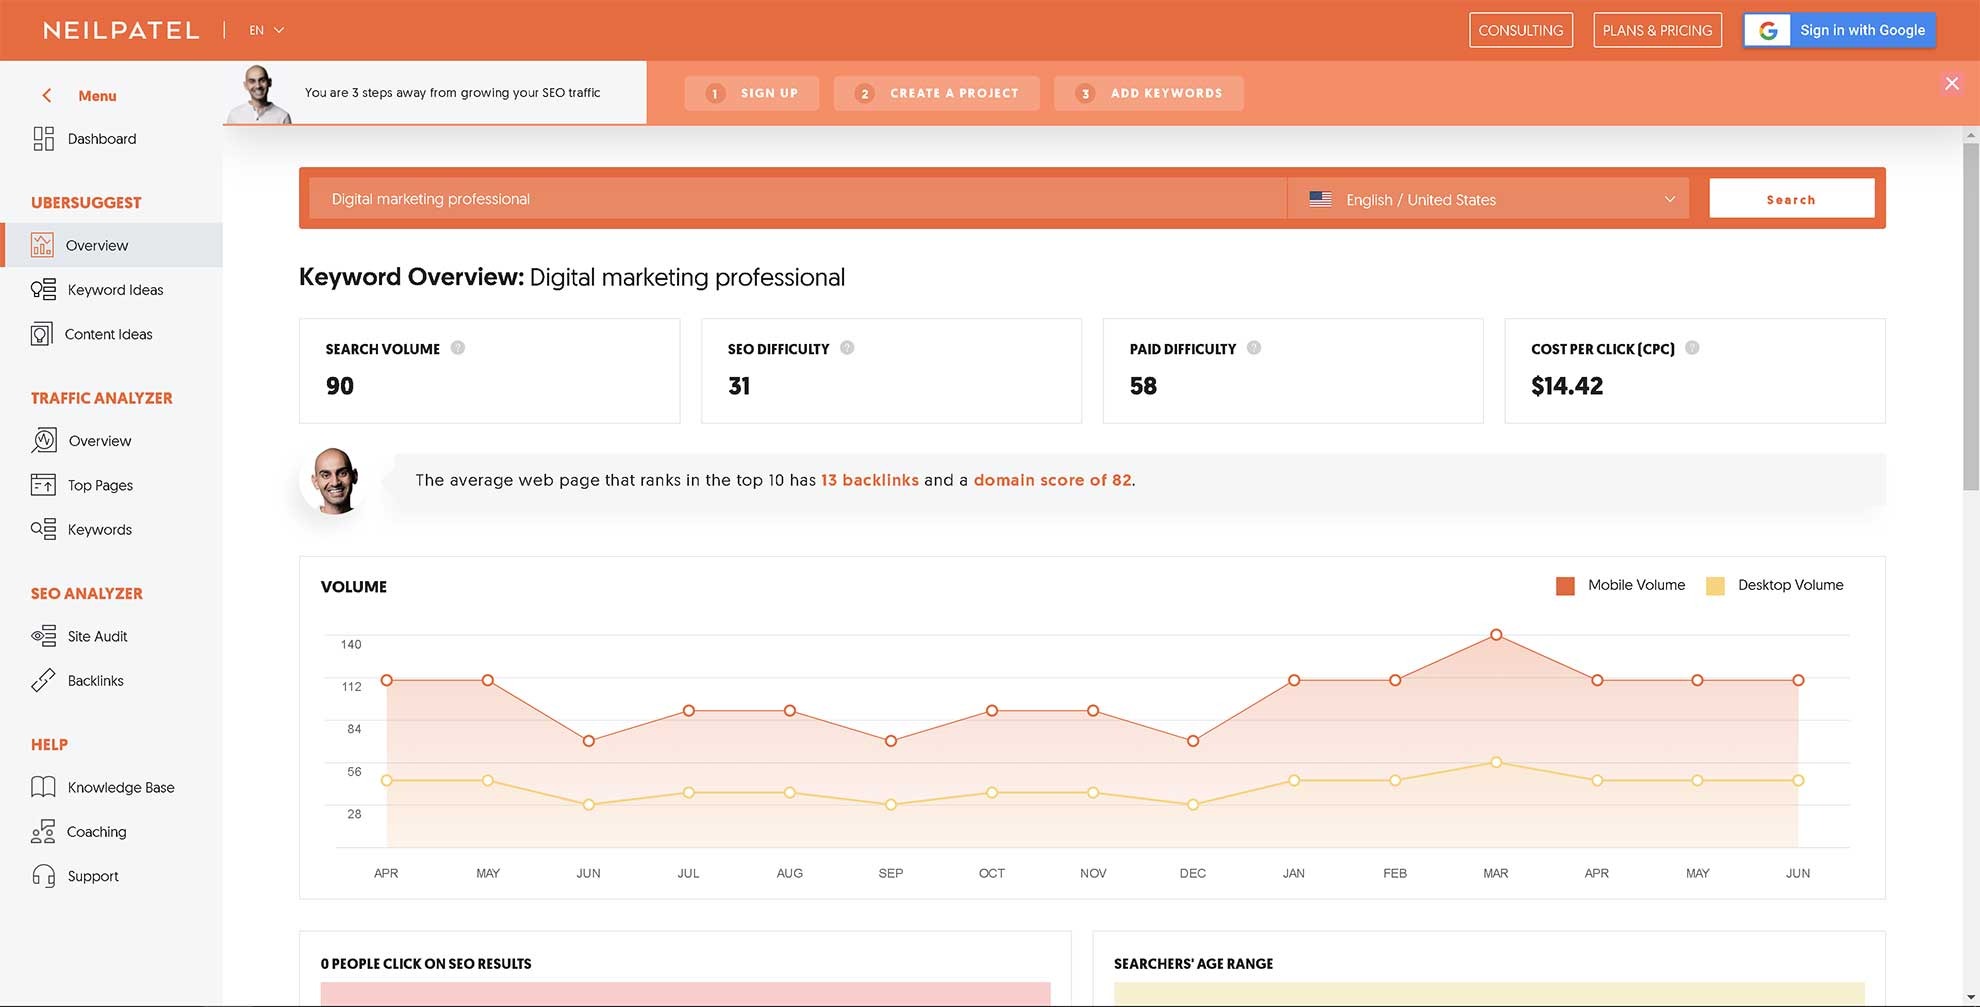 NEILPATEL
EN
CONSULTING
PLANS & PRICING
Sign in with Google
Menu
Dashboard
UBERSUGGEST
Overview
Keyword Ideas
Content Ideas
TRAFFIC ANALYZER
Overview
Top Pages
Keywords
SEO ANALYZER
Site Audit
Backlinks
HELP
Knowledge Base
Coaching
Support
You are 3 steps away from growing your SEO traffic
1 SIGN UP
2 CREATE A PROJECT
3 ADD KEYWORDS
Digital marketing professional
English / United States
Search
Keyword Overview: Digital marketing professional
SEARCH VOLUME ?
90
SEO DIFFICULTY ?
31
PAID DIFFICULTY ?
58
COST PER CLICK (CPC) ?
$14.42
The average web page that ranks in the top 10 has 13 backlinks and a domain score of 82.
VOLUME
Mobile Volume
Desktop Volume
140
112
84
56
28
APR MAY JUN JUL AUG SEP OCT NOV DEC JAN FEB MAR APR MAY JUN
0 PEOPLE CLICK ON SEO RESULTS
SEARCHERS' AGE RANGE